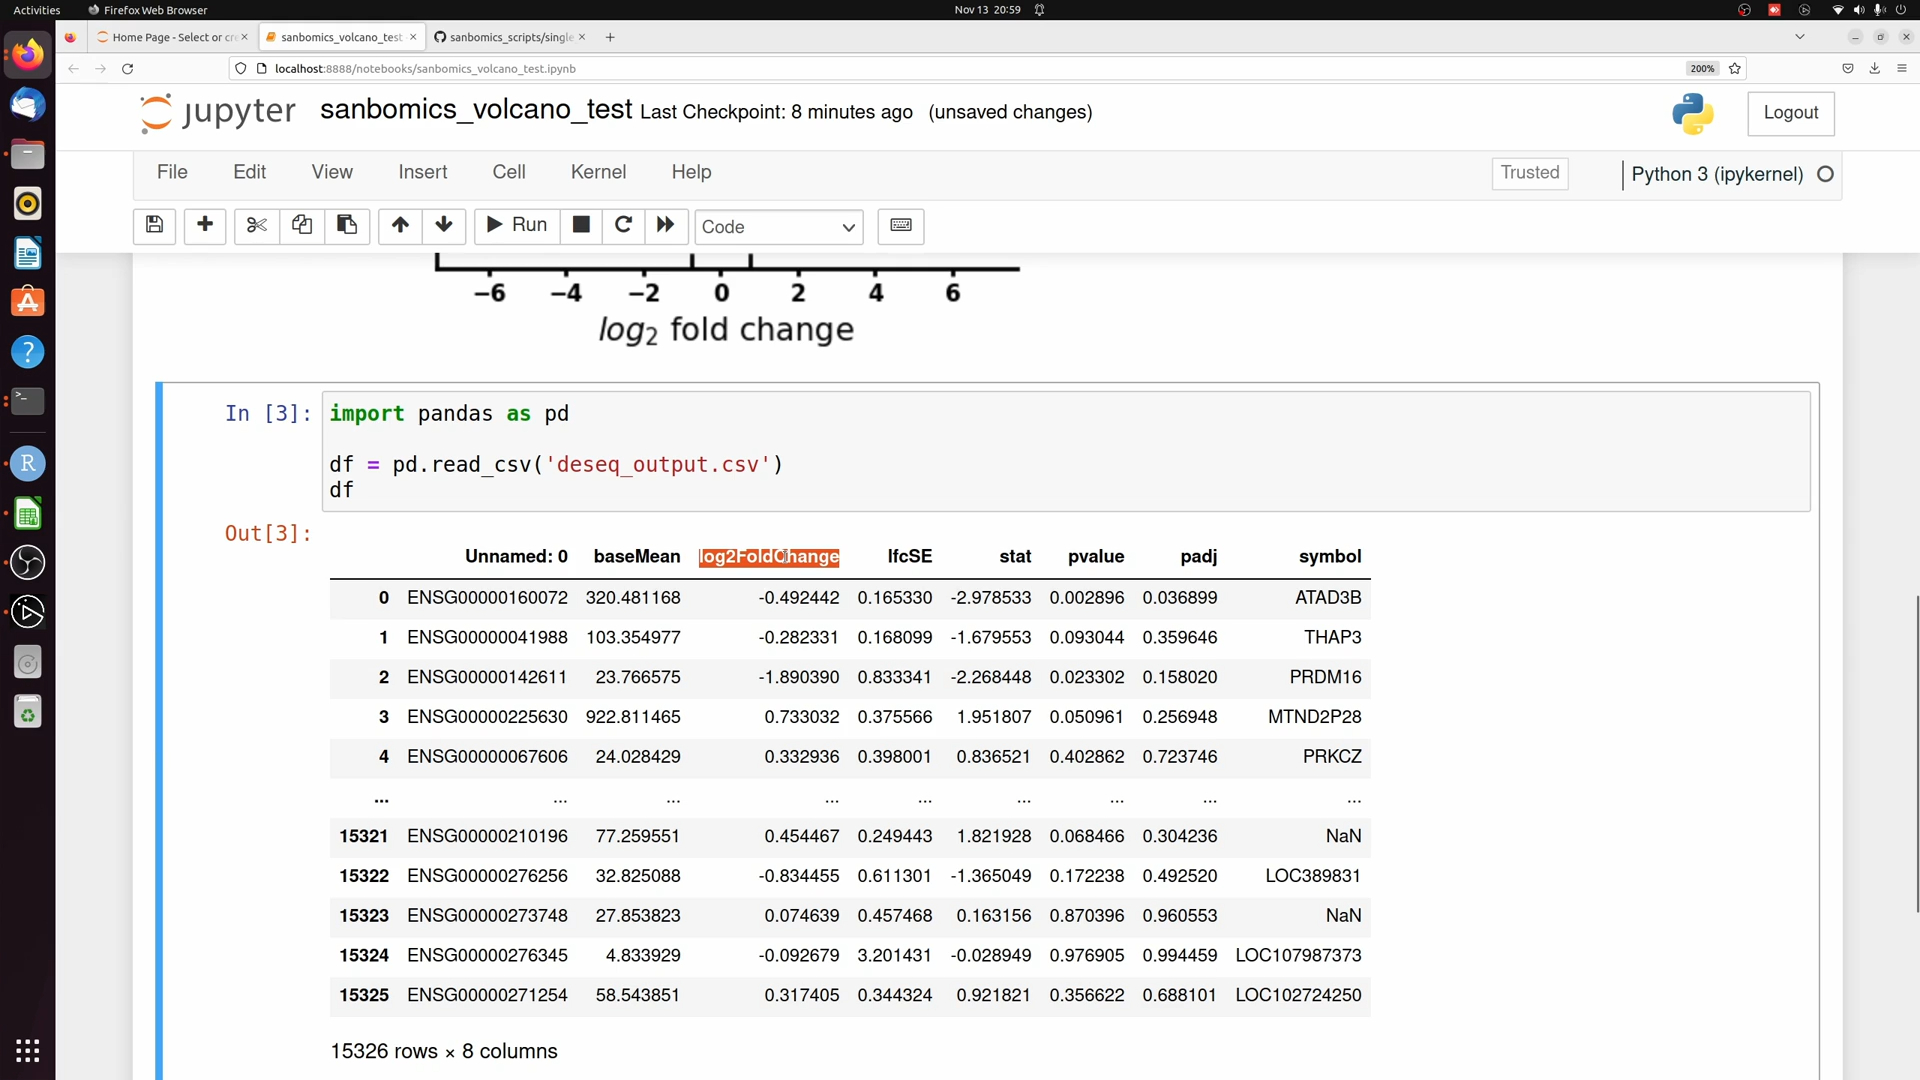 Activities Firefox Web Browser Nov 13 20:59
Home Page - Select or cre × sanbomics_volcano_test × sanbomics_scripts/single × +
localhost:8888/notebooks/sanbomics_volcano_test.ipynb 200%
jupyter sanbomics_volcano_test Last Checkpoint: 8 minutes ago (unsaved changes) Logout
File Edit View Insert Cell Kernel Help Trusted Python 3 (ipykernel)
Run Code
−6 −4 −2 0 2 4 6
log2 fold change
In [3]: import pandas as pd
df = pd.read_csv('deseq_output.csv')
df
Out[3]:
Unnamed: 0 baseMean log2FoldChange lfcSE stat pvalue padj symbol
0 ENSG00000160072 320.481168 -0.492442 0.165330 -2.978533 0.002896 0.036899 ATAD3B
1 ENSG00000041988 103.354977 -0.282331 0.168099 -1.679553 0.093044 0.359646 THAP3
2 ENSG00000142611 23.766575 -1.890390 0.833341 -2.268448 0.023302 0.158020 PRDM16
3 ENSG00000225630 922.811465 0.733032 0.375566 1.951807 0.050961 0.256948 MTND2P28
4 ENSG00000067606 24.028429 0.332936 0.398001 0.836521 0.402862 0.723746 PRKCZ
... ... ... ... ... ... ... ... ...
15321 ENSG00000210196 77.259551 0.454467 0.249443 1.821928 0.068466 0.304236 NaN
15322 ENSG00000276256 32.825088 -0.834455 0.611301 -1.365049 0.172238 0.492520 LOC389831
15323 ENSG00000273748 27.853823 0.074639 0.457468 0.163156 0.870396 0.960553 NaN
15324 ENSG00000276345 4.833929 -0.092679 3.201431 -0.028949 0.976905 0.994459 LOC107987373
15325 ENSG00000271254 58.543851 0.317405 0.344324 0.921821 0.356622 0.688101 LOC102724250
15326 rows × 8 columns